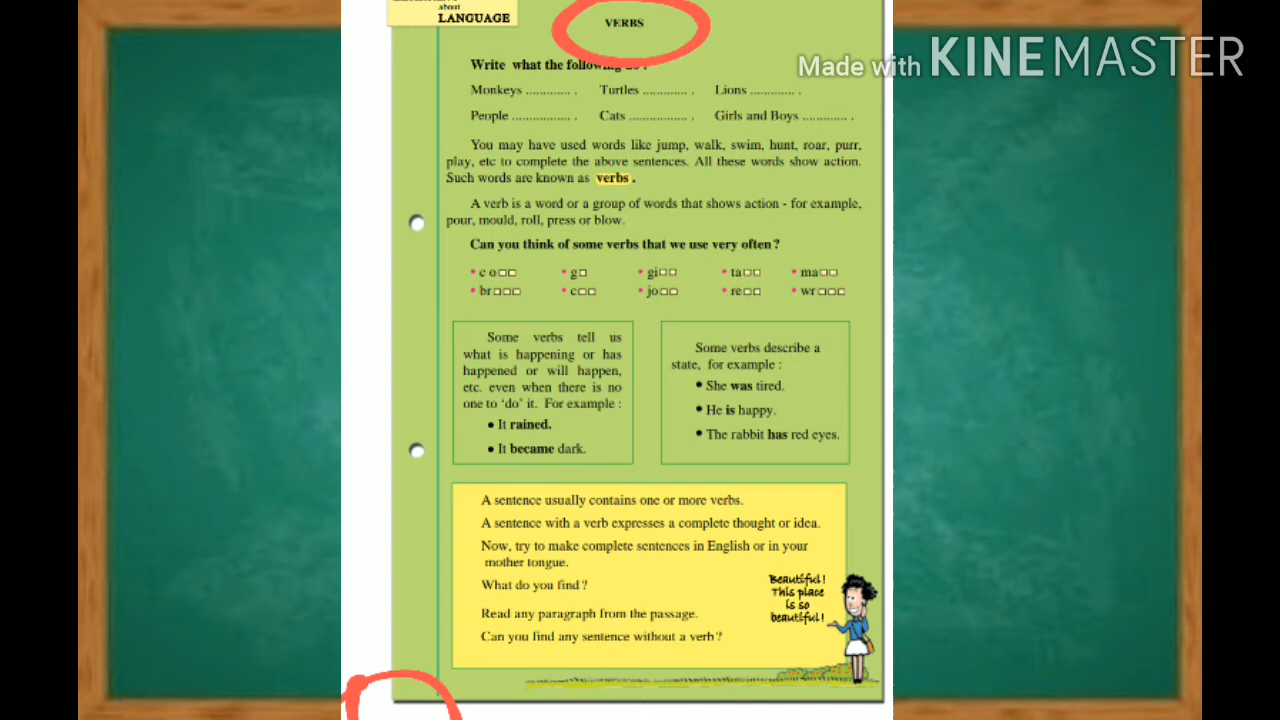 about
LANGUAGE
VERBS
Made with KINEMASTER
Write what the following
Monkeys ............. . Turtles ............. . Lions ............. .
People ................. . Cats ................. . Girls and Boys ............. .
You may have used words like jump, walk, swim, hunt, roar, purr,
play, etc to complete the above sentences. All these words show action.
Such words are known as verbs.
A verb is a word or a group of words that shows action - for example,
pour, mould, roll, press or blow.
Can you think of some verbs that we use very often?
• c o□□ • g□ • gi□□ • ta□□ • ma□□
• br□□□ • c□□ • jo□□ • re□□ • wr□□□
Some verbs tell us
what is happening or has
happened or will happen,
etc. even when there is no
one to ‘do’ it. For example :
• It rained.
• It became dark.
Some verbs describe a
state, for example :
• She was tired.
• He is happy.
• The rabbit has red eyes.
A sentence usually contains one or more verbs.
A sentence with a verb expresses a complete thought or idea.
Now, try to make complete sentences in English or in your
mother tongue.
What do you find?
Read any paragraph from the passage.
Can you find any sentence without a verb?
Beautiful!
This place
is so
beautiful!